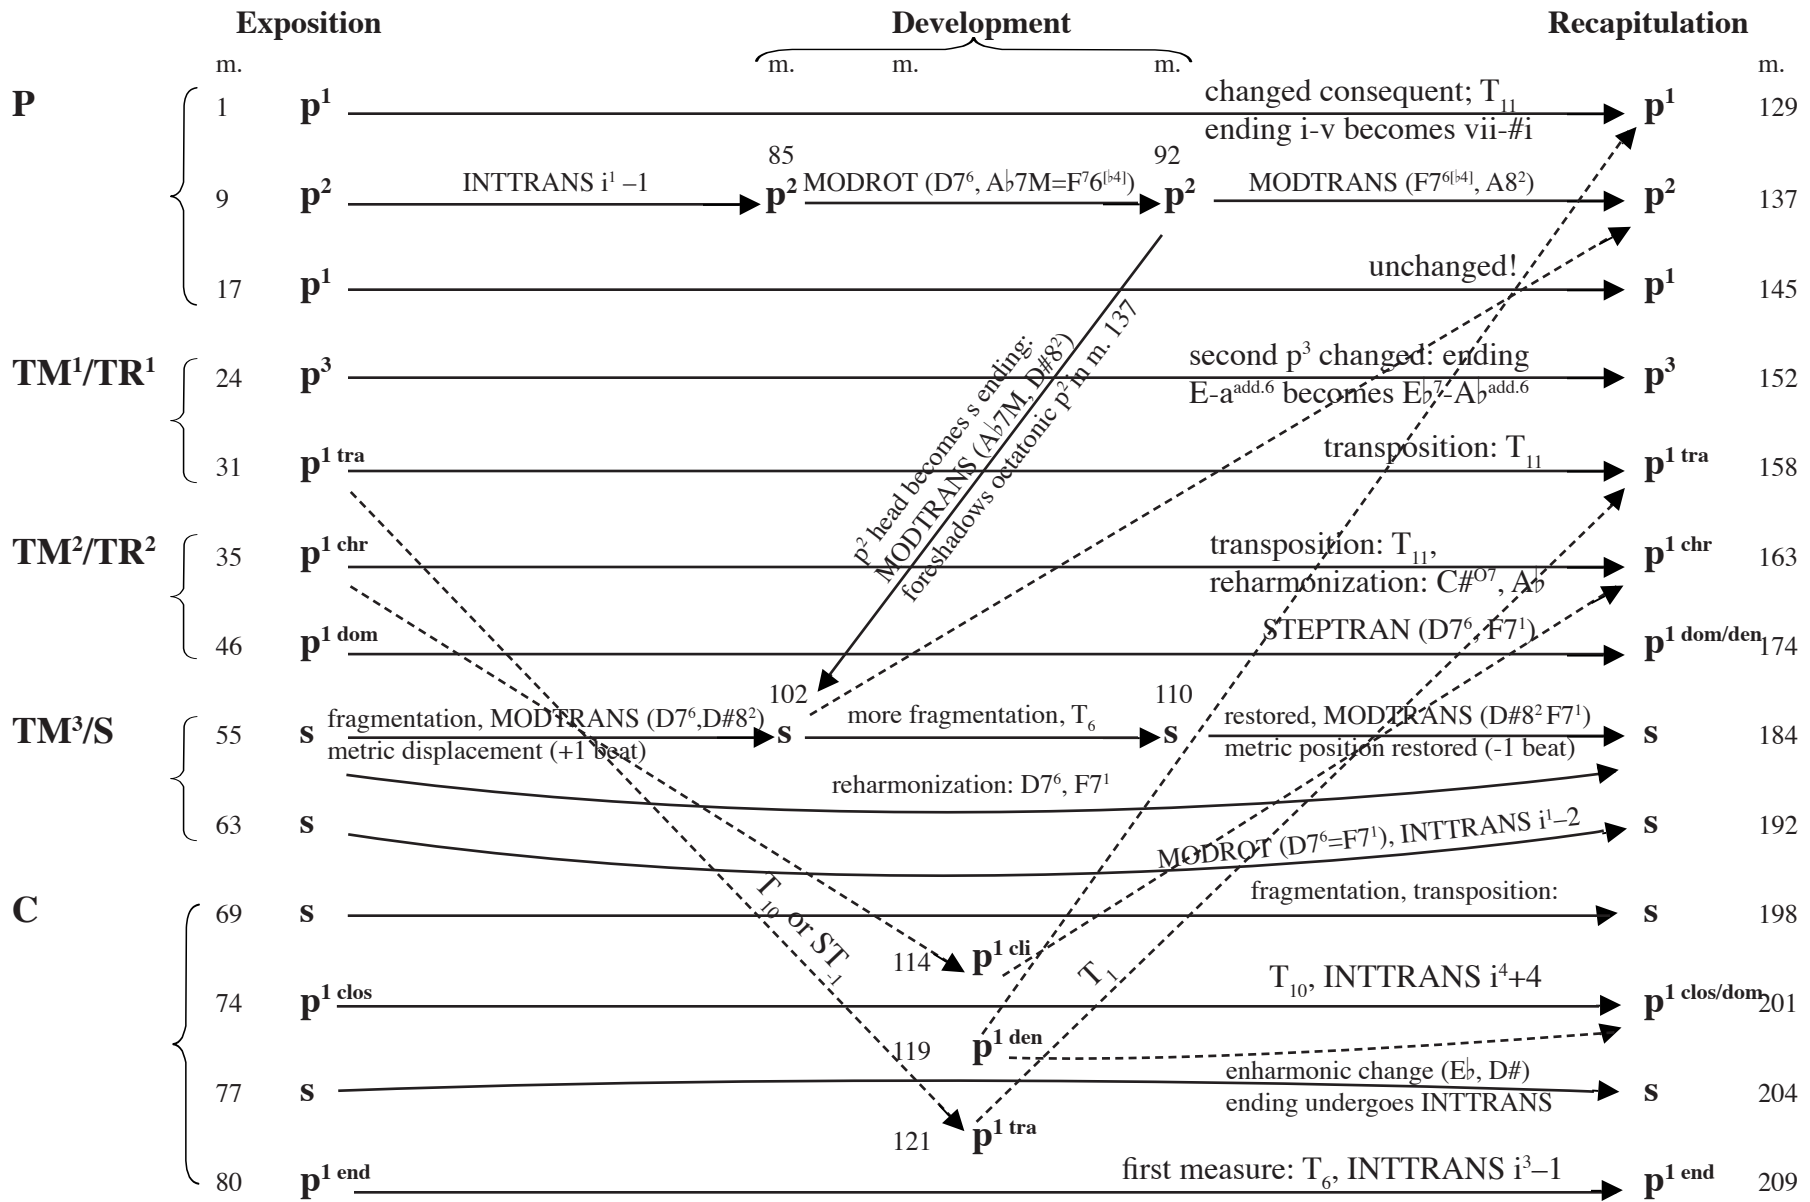 Exposition Development Recapitulation
m. m. m. m. m.
P 1 p¹ changed consequent; T₁₁ p¹ 129
ending i-v becomes vii-#i
85 92
9 p² INTTRANS i¹ –1 p² MODROT (D7⁶, A♭7M=F⁷6[♭4]) p² MODTRANS (F7⁶[♭4], A8²) p² 137
unchanged!
17 p¹ p¹ 145
TM¹/TR¹ 24 p³ second p³ changed: ending p³ 152
E-aadd.6 becomes E♭⁷-A♭add.6
p² head becomes s ending:
MODTRANS (A♭7M, D#8²)
foreshadows octatonic p² in m. 137
31 p¹ tra transposition: T₁₁ p¹ tra 158
TM²/TR² 35 p¹ chr transposition: T₁₁, p¹ chr 163
reharmonization: C#O⁷, A♭
46 p¹ dom STEPTRAN (D7⁶, F7¹) p¹ dom/den 174
102 110
TM³/S 55 s fragmentation, MODTRANS (D7⁶,D#8²) s more fragmentation, T₆ s restored, MODTRANS (D#8² F7¹) s 184
metric displacement (+1 beat) metric position restored (-1 beat)
reharmonization: D7⁶, F7¹
63 s MODROT (D7⁶=F7¹), INTTRANS i¹–2 s 192
C 69 s fragmentation, transposition: s 198
T₁₀ or ST₋₁
114 p¹ cli
T₁
74 p¹ clos T₁₀, INTTRANS i⁴+4 p¹ clos/dom 201
119 p¹ den
77 s enharmonic change (E♭, D#) s 204
ending undergoes INTTRANS
121 p¹ tra
80 p¹ end first measure: T₆, INTTRANS i³–1 p¹ end 209